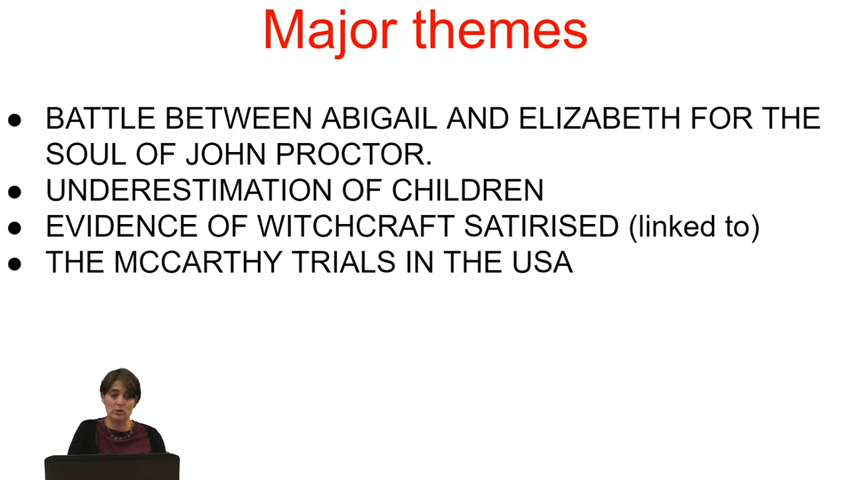 Major themes
● BATTLE BETWEEN ABIGAIL AND ELIZABETH FOR THE
SOUL OF JOHN PROCTOR.
● UNDERESTIMATION OF CHILDREN
● EVIDENCE OF WITCHCRAFT SATIRISED (linked to)
● THE MCCARTHY TRIALS IN THE USA